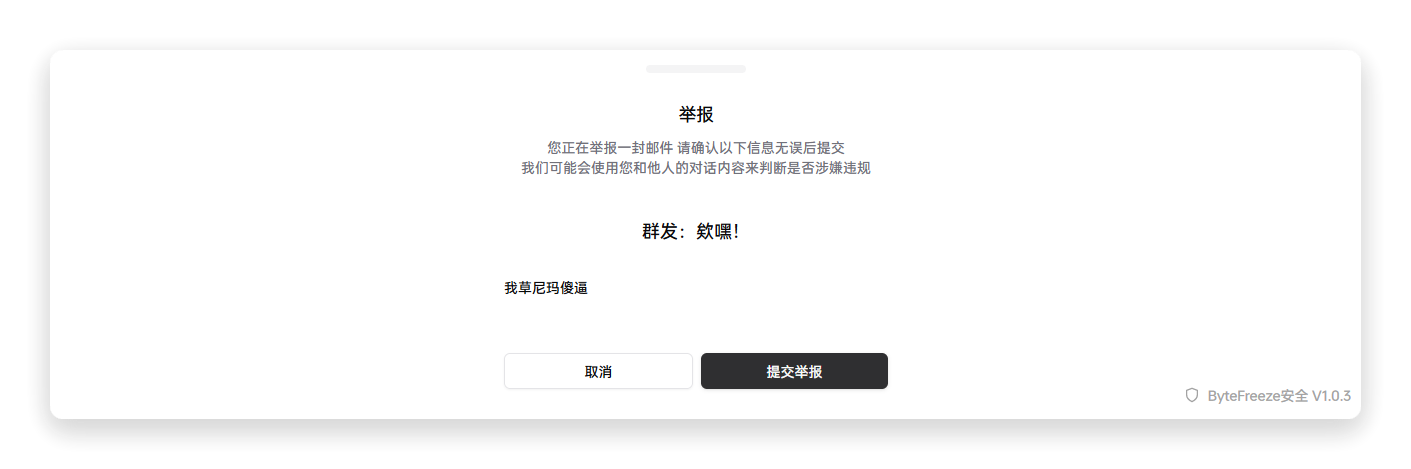 举报
您正在举报一封邮件 请确认以下信息无误后提交
我们可能会使用您和他人的对话内容来判断是否涉嫌违规
群发：欸嘿！
我草尼玛傻逼
取消
提交举报
ByteFreeze安全 V1.0.3